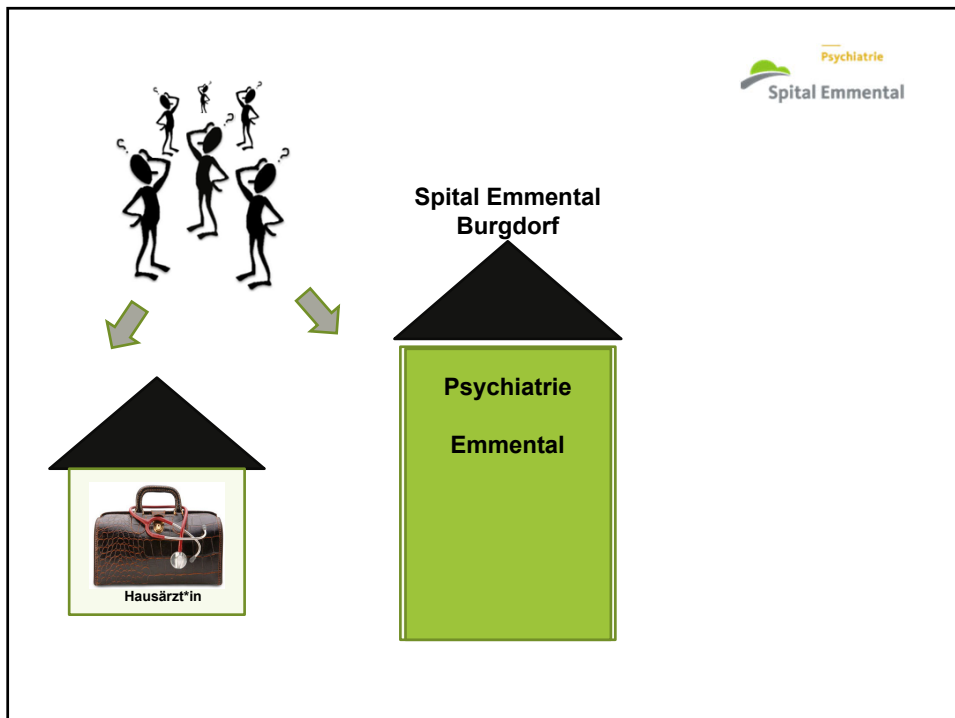 Psychiatrie
Spital Emmental
? ? ?
? ?
Spital Emmental
Burgdorf
Psychiatrie
Emmental
Hausärzt*in